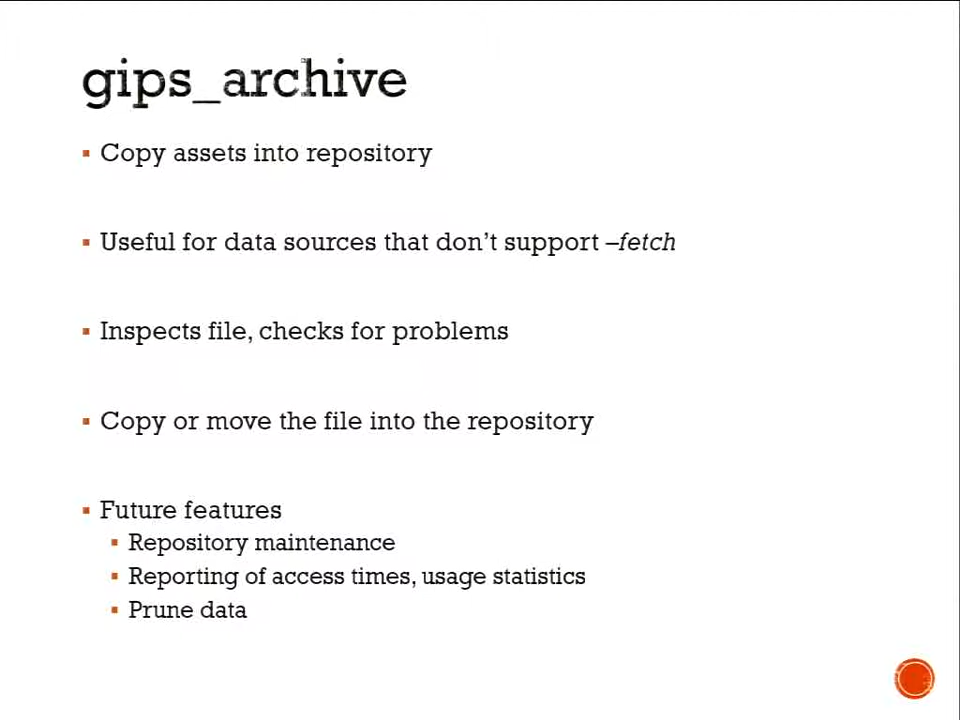 gips_archive
▪ Copy assets into repository
▪ Useful for data sources that don’t support –fetch
▪ Inspects file, checks for problems
▪ Copy or move the file into the repository
▪ Future features
▪ Repository maintenance
▪ Reporting of access times, usage statistics
▪ Prune data